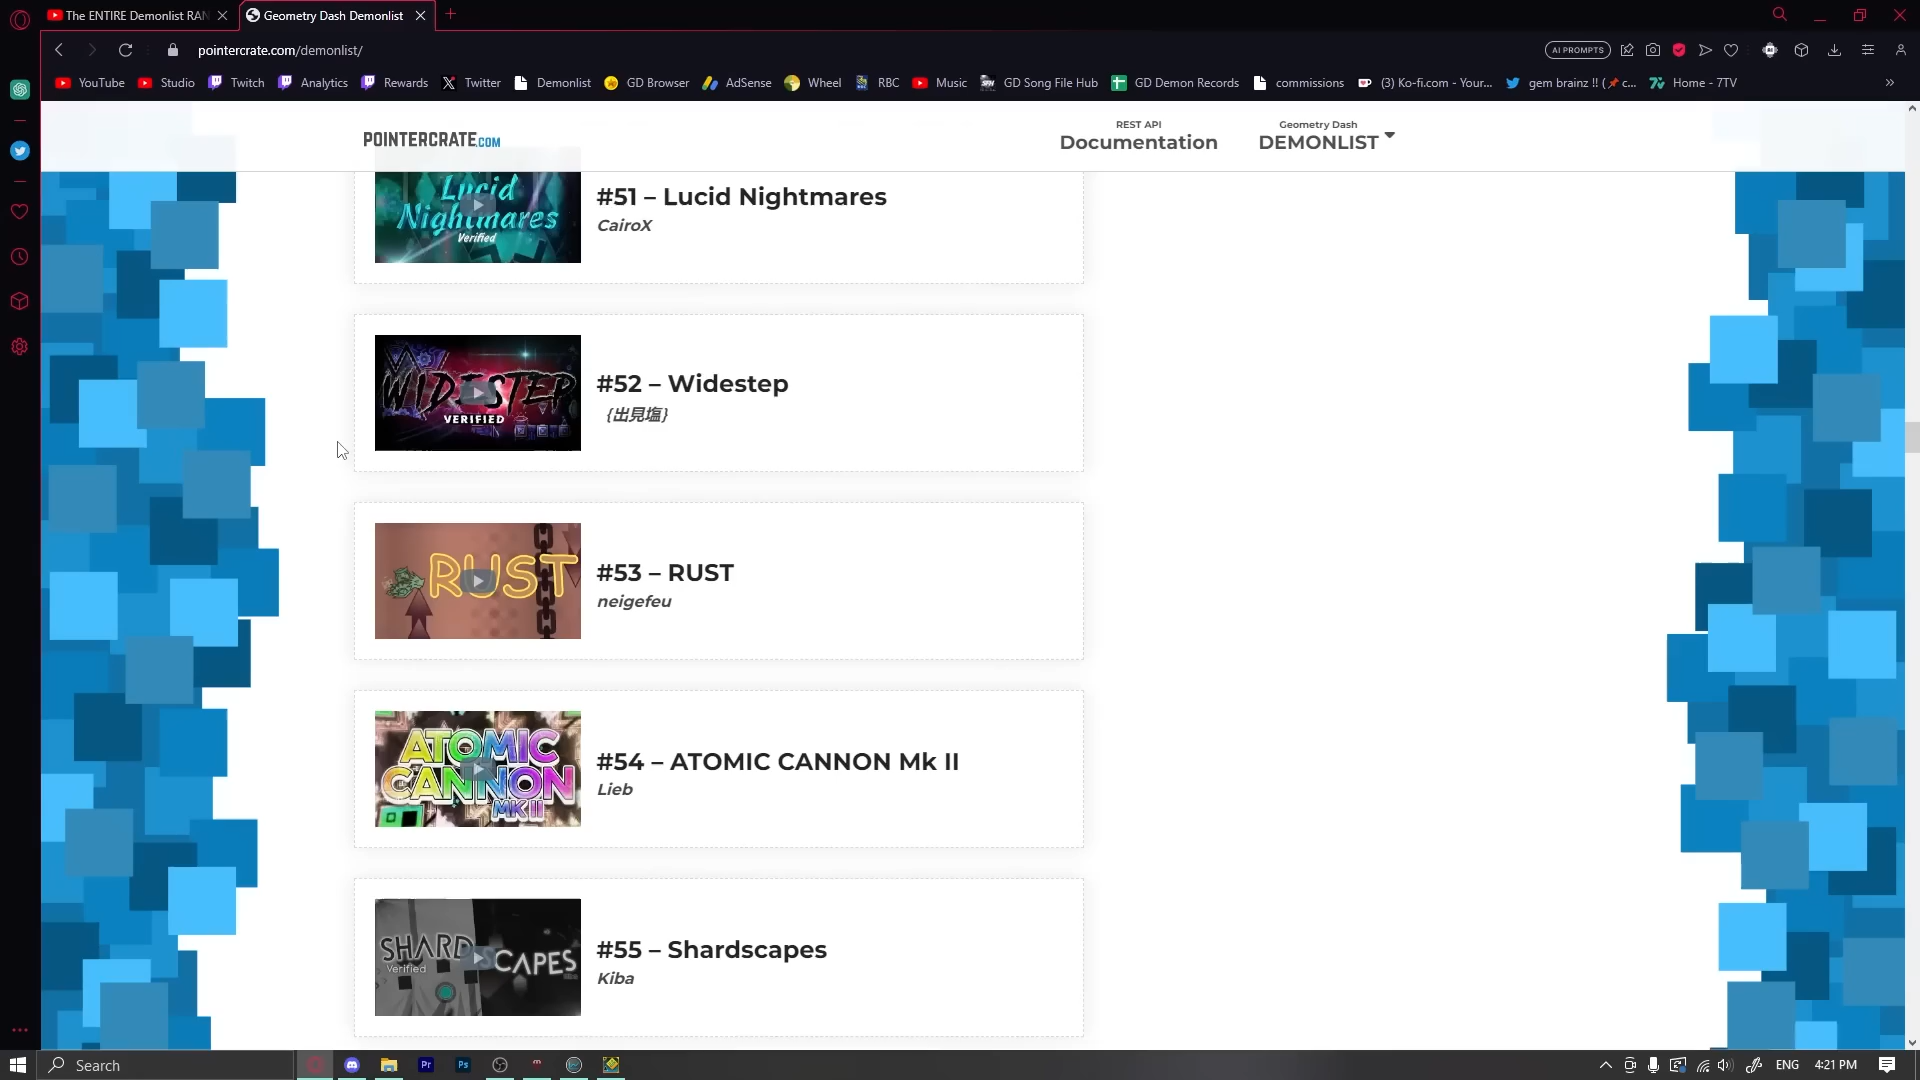 The ENTIRE Demonlist RAN
Geometry Dash Demonlist
pointercrate.com/demonlist/
AI PROMPTS
YouTube
Studio
Twitch
Analytics
Rewards
Twitter
Demonlist
GD Browser
AdSense
Wheel
RBC
Music
GD Song File Hub
GD Demon Records
commissions
(3) Ko-fi.com - Your...
gem brainz !! (📌 c...
Home - 7TV
POINTERCRATE.COM
REST API
Documentation
Geometry Dash
DEMONLIST
Lucid
Nightmares
Verified
#51 – Lucid Nightmares
CairoX
WIDESTEP
VERIFIED
#52 – Widestep
{出見塩}
RUST
#53 – RUST
neigefeu
ATOMIC
CANNON
MK II
#54 – ATOMIC CANNON Mk II
Lieb
SHARDSCAPES
Verified
#55 – Shardscapes
Kiba
Search
Pr
Ps
ENG
4:21 PM